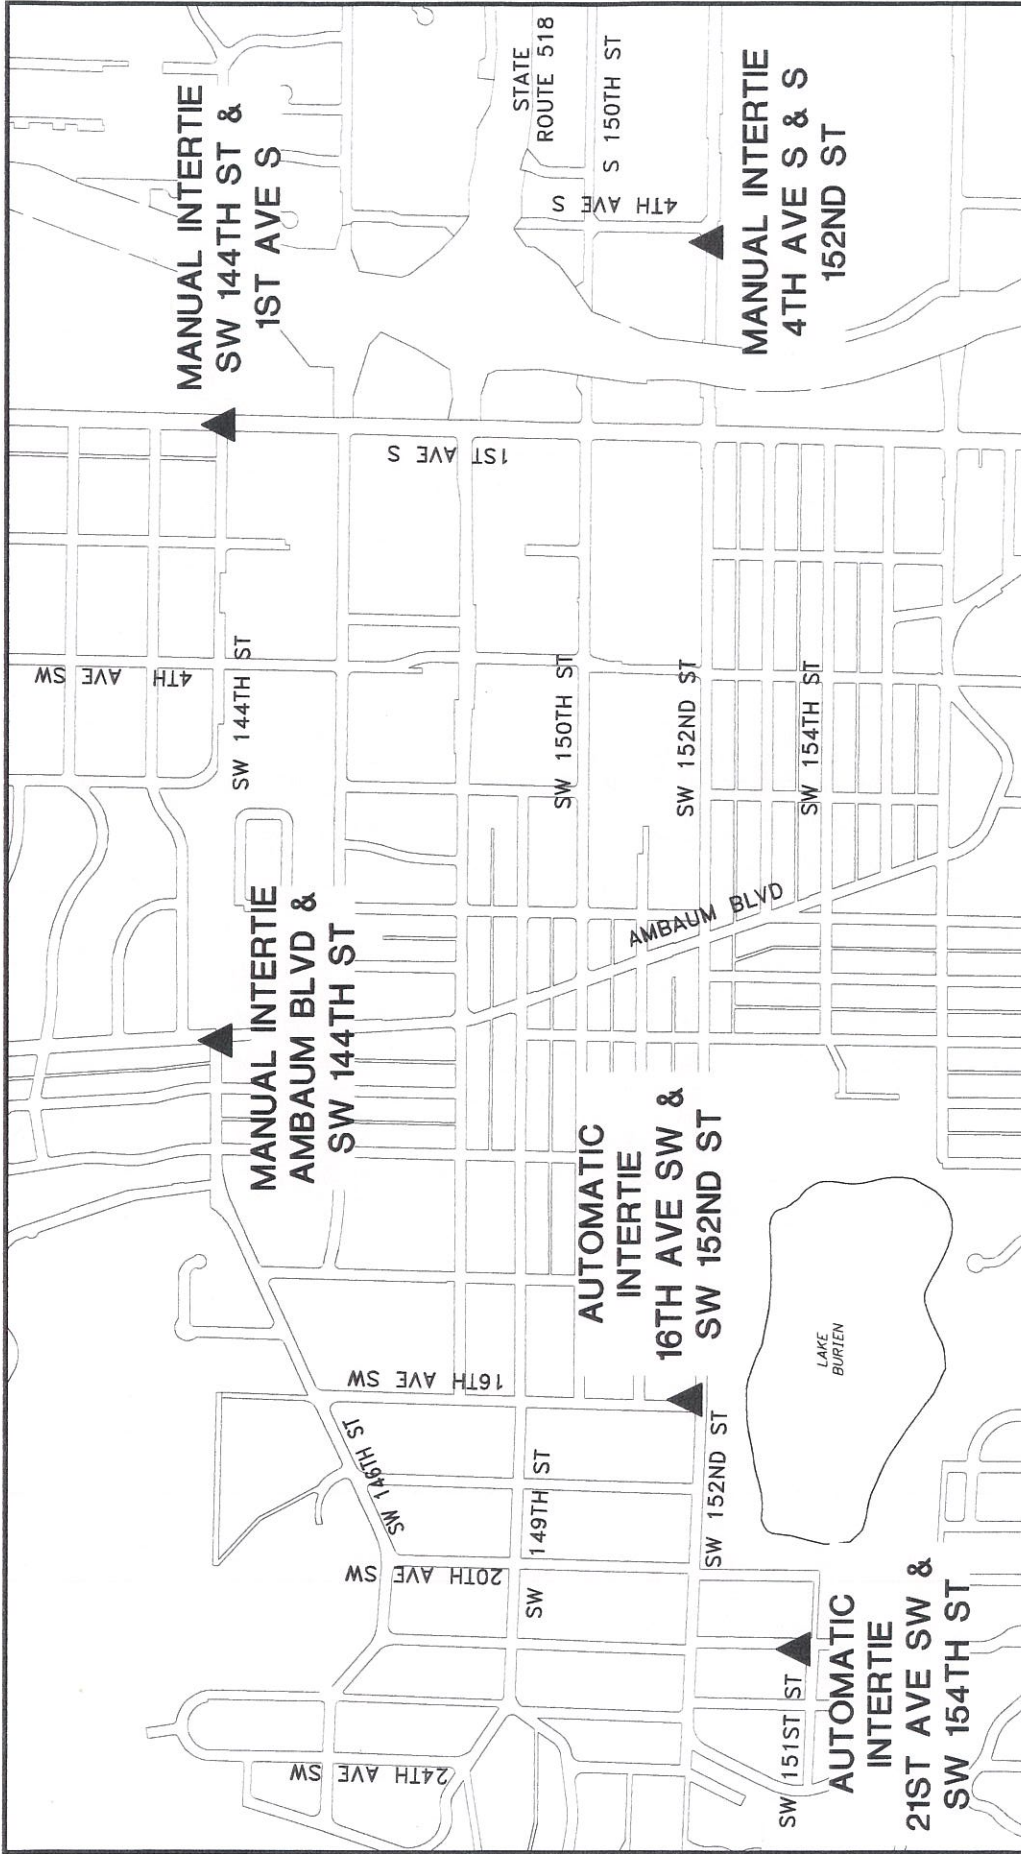 MANUAL INTERTIE
SW 144TH ST &
1ST AVE S
STATE
ROUTE 518
S 150TH ST
4TH AVE S
MANUAL INTERTIE
4TH AVE S & S
152ND ST
1ST AVE S
4TH AVE SW
SW 144TH ST
SW 150TH ST
SW 152ND ST
SW 154TH ST
MANUAL INTERTIE
AMBAUM BLVD &
SW 144TH ST
AMBAUM BLVD
AUTOMATIC
INTERTIE
16TH AVE SW &
SW 152ND ST
LAKE
BURIEN
16TH AVE SW
SW 146TH ST
SW 149TH ST
SW 152ND ST
20TH AVE SW
24TH AVE SW
SW 151ST ST
AUTOMATIC
INTERTIE
21ST AVE SW &
SW 154TH ST